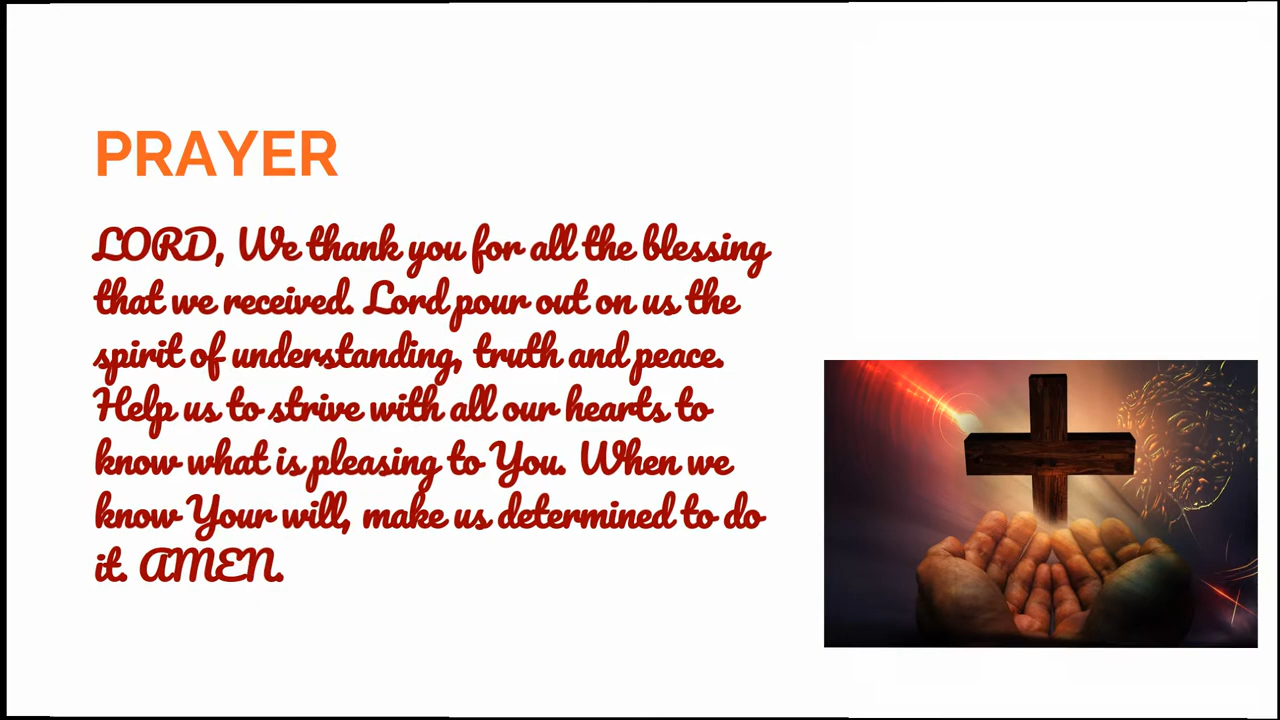 PRAYER
LORD, We thank you for all the blessing
that we received. Lord pour out on us the
spirit of understanding, truth and peace.
Help us to strive with all our hearts to
know what is pleasing to You. When we
know Your will, make us determined to do
it. AMEN.